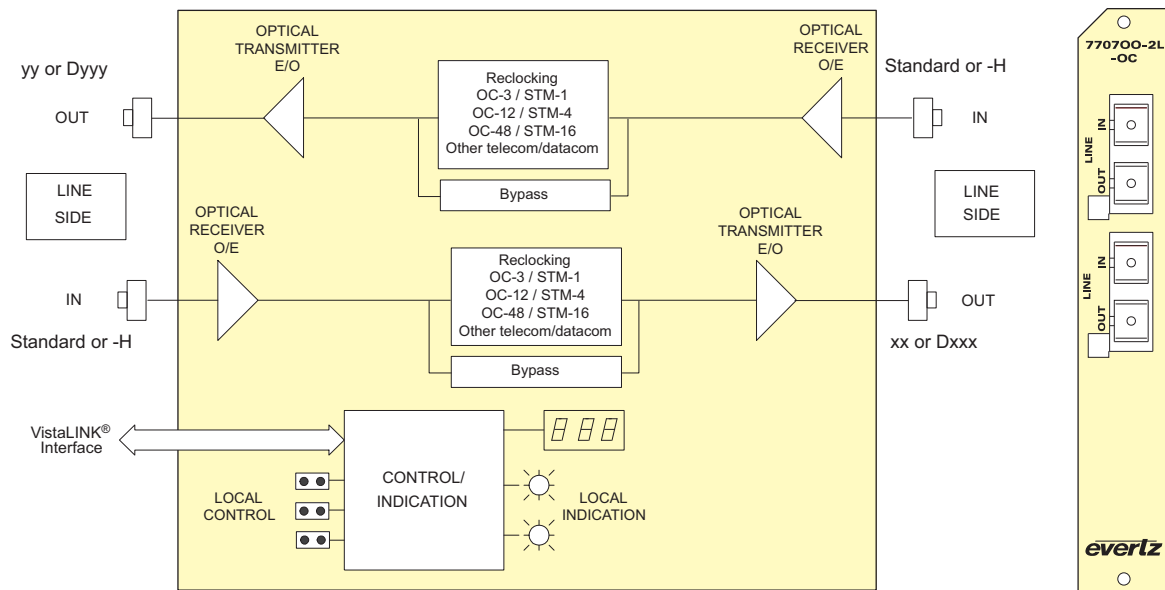 OPTICAL
TRANSMITTER
E/O
OPTICAL
RECEIVER
O/E
yy or Dyyy
OUT
Reclocking
OC-3 / STM-1
OC-12 / STM-4
OC-48 / STM-16
Other telecom/datacom
Bypass
Standard or -H
IN
LINE
SIDE
LINE
SIDE
OPTICAL
RECEIVER
O/E
OPTICAL
TRANSMITTER
E/O
IN
Standard or -H
Reclocking
OC-3 / STM-1
OC-12 / STM-4
OC-48 / STM-16
Other telecom/datacom
Bypass
OUT
xx or Dxxx
VistaLINK®
Interface
CONTROL/
INDICATION
LOCAL
CONTROL
LOCAL
INDICATION
7707OO-2L
-OC
LINE
IN
OUT
LINE
IN
OUT
evertz